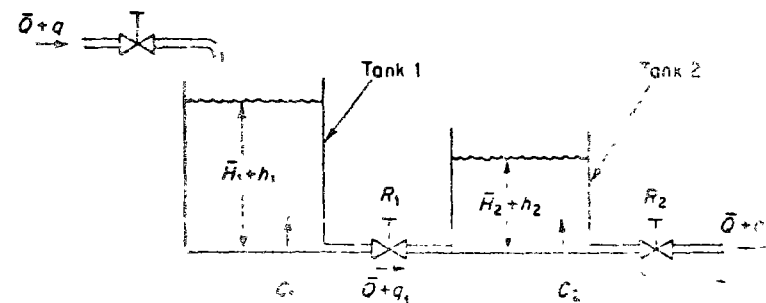 Q̄+q
Tank 1
Tank 2
H̄₁+h₁
R₁
H̄₂+h₂
R₂
Q̄+q₁